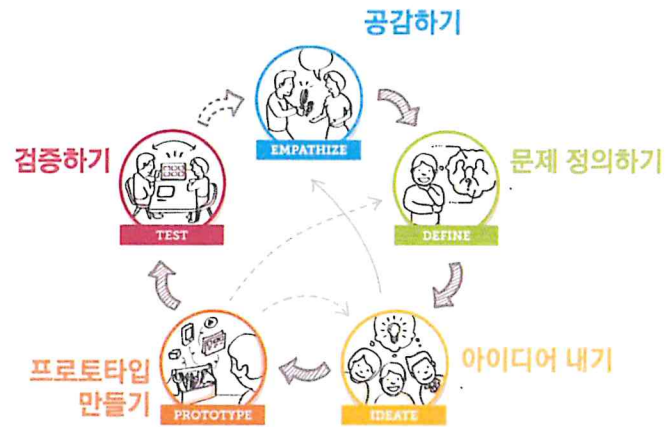 공감하기
EMPATHIZE
문제 정의하기
DEFINE
아이디어 내기
IDEATE
프로토타입
만들기
PROTOTYPE
검증하기
TEST